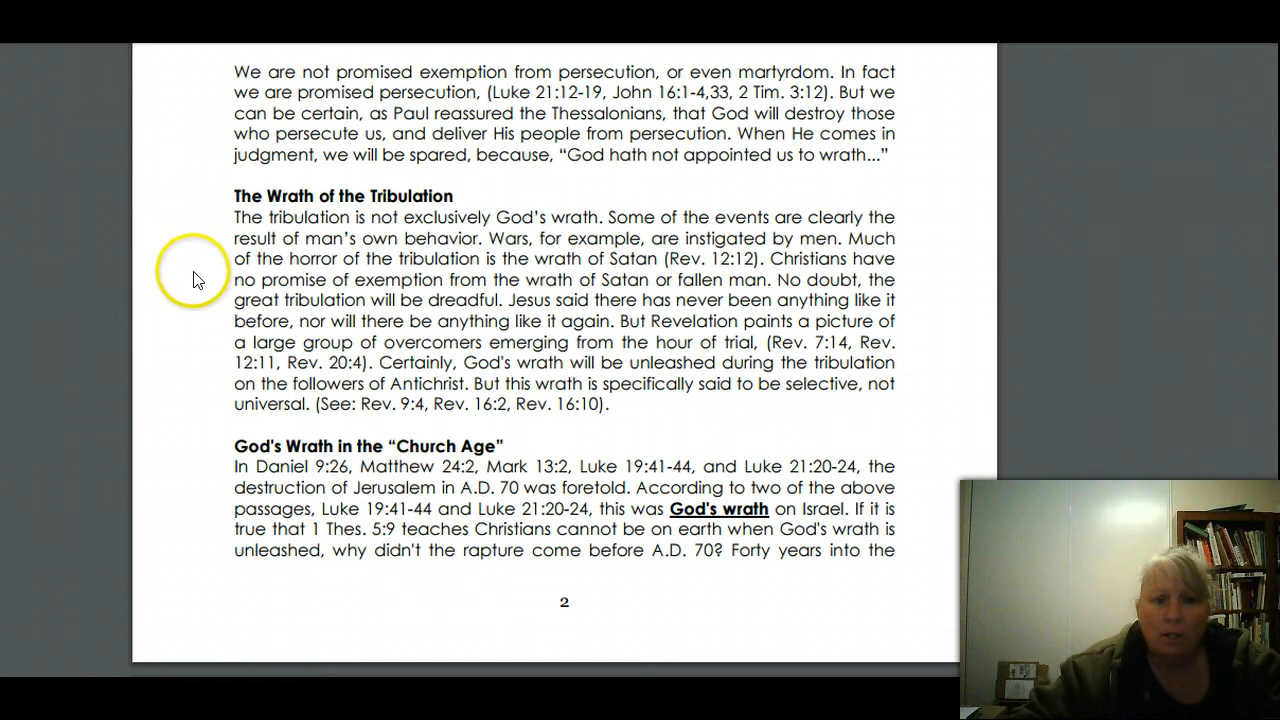 We are not promised exemption from persecution, or even martyrdom. In fact
we are promised persecution, (Luke 21:12-19, John 16:1-4,33, 2 Tim. 3:12). But we
can be certain, as Paul reassured the Thessalonians, that God will destroy those
who persecute us, and deliver His people from persecution. When He comes in
judgment, we will be spared, because, “God hath not appointed us to wrath...”
The Wrath of the Tribulation
The tribulation is not exclusively God’s wrath. Some of the events are clearly the
result of man’s own behavior. Wars, for example, are instigated by men. Much
of the horror of the tribulation is the wrath of Satan (Rev. 12:12). Christians have
no promise of exemption from the wrath of Satan or fallen man. No doubt, the
great tribulation will be dreadful. Jesus said there has never been anything like it
before, nor will there be anything like it again. But Revelation paints a picture of
a large group of overcomers emerging from the hour of trial, (Rev. 7:14, Rev.
12:11, Rev. 20:4). Certainly, God's wrath will be unleashed during the tribulation
on the followers of Antichrist. But this wrath is specifically said to be selective, not
universal. (See: Rev. 9:4, Rev. 16:2, Rev. 16:10).
God's Wrath in the “Church Age”
In Daniel 9:26, Matthew 24:2, Mark 13:2, Luke 19:41-44, and Luke 21:20-24, the
destruction of Jerusalem in A.D. 70 was foretold. According to two of the above
passages, Luke 19:41-44 and Luke 21:20-24, this was God's wrath on Israel. If it is
true that 1 Thes. 5:9 teaches Christians cannot be on earth when God's wrath is
unleashed, why didn't the rapture come before A.D. 70? Forty years into the
2